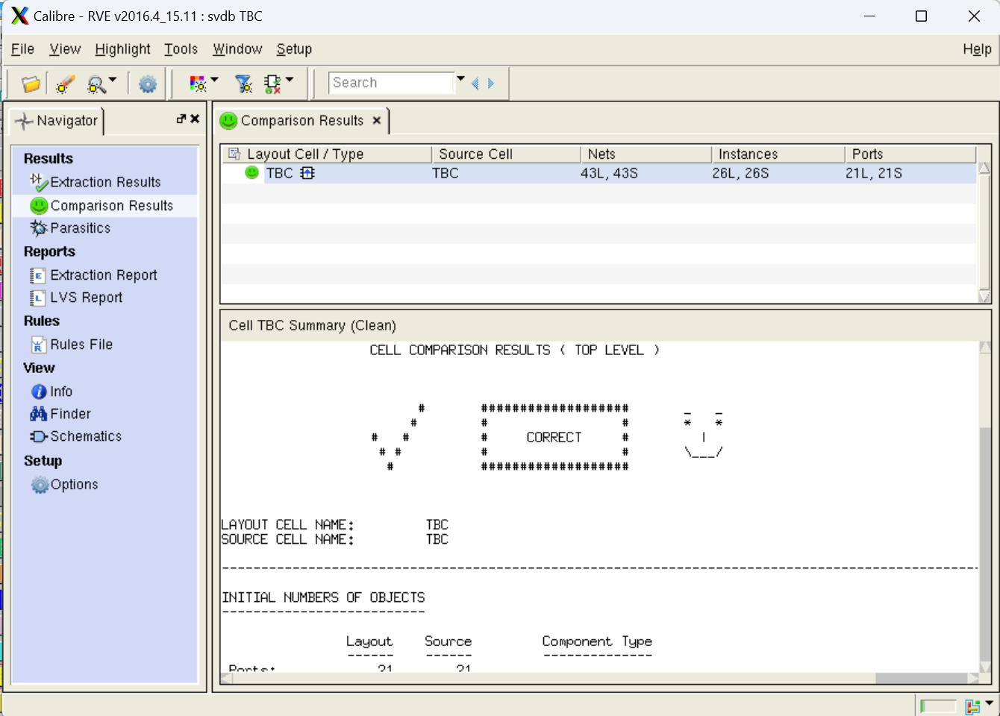 Calibre - RVE v2016.4_15.11 : svdb TBC
File View Highlight Tools Window Setup Help
Search
Navigator
Results
Extraction Results
Comparison Results
Parasitics
Reports
Extraction Report
LVS Report
Rules
Rules File
View
Info
Finder
Schematics
Setup
Options
Comparison Results
Layout Cell / Type Source Cell Nets Instances Ports
TBC TBC 43L, 43S 26L, 26S 21L, 21S
Cell TBC Summary (Clean)
CELL COMPARISON RESULTS ( TOP LEVEL )
# ################### _ _
# # # * *
# # # CORRECT # |
# # # # \___/
# ###################
LAYOUT CELL NAME: TBC
SOURCE CELL NAME: TBC
INITIAL NUMBERS OF OBJECTS
Layout Source Component Type
Ports: 21 21